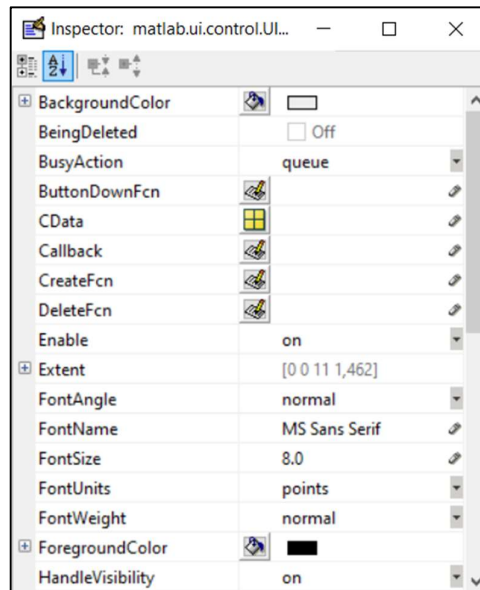 Inspector: matlab.ui.control.UI...
BackgroundColor
BeingDeleted Off
BusyAction queue
ButtonDownFcn
CData
Callback
CreateFcn
DeleteFcn
Enable on
Extent [0 0 11 1,462]
FontAngle normal
FontName MS Sans Serif
FontSize 8.0
FontUnits points
FontWeight normal
ForegroundColor
HandleVisibility on